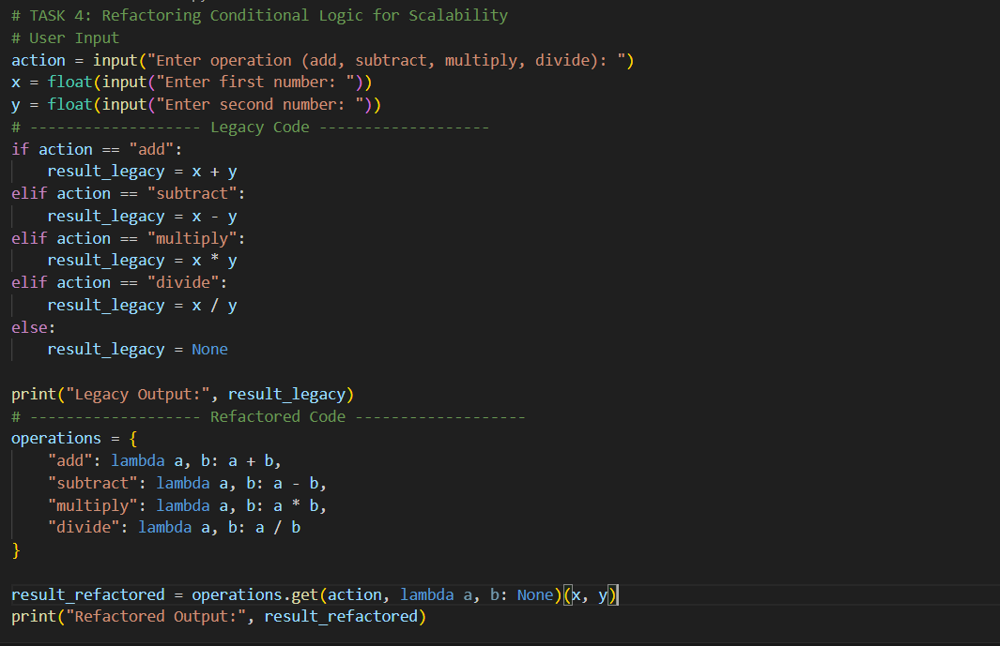 # TASK 4: Refactoring Conditional Logic for Scalability
# User Input
action = input("Enter operation (add, subtract, multiply, divide): ")
x = float(input("Enter first number: "))
y = float(input("Enter second number: "))
# ------------------- Legacy Code -------------------
if action == "add":
    result_legacy = x + y
elif action == "subtract":
    result_legacy = x - y
elif action == "multiply":
    result_legacy = x * y
elif action == "divide":
    result_legacy = x / y
else:
    result_legacy = None

print("Legacy Output:", result_legacy)
# ------------------- Refactored Code -------------------
operations = {
    "add": lambda a, b: a + b,
    "subtract": lambda a, b: a - b,
    "multiply": lambda a, b: a * b,
    "divide": lambda a, b: a / b
}

result_refactored = operations.get(action, lambda a, b: None)(x, y)
print("Refactored Output:", result_refactored)